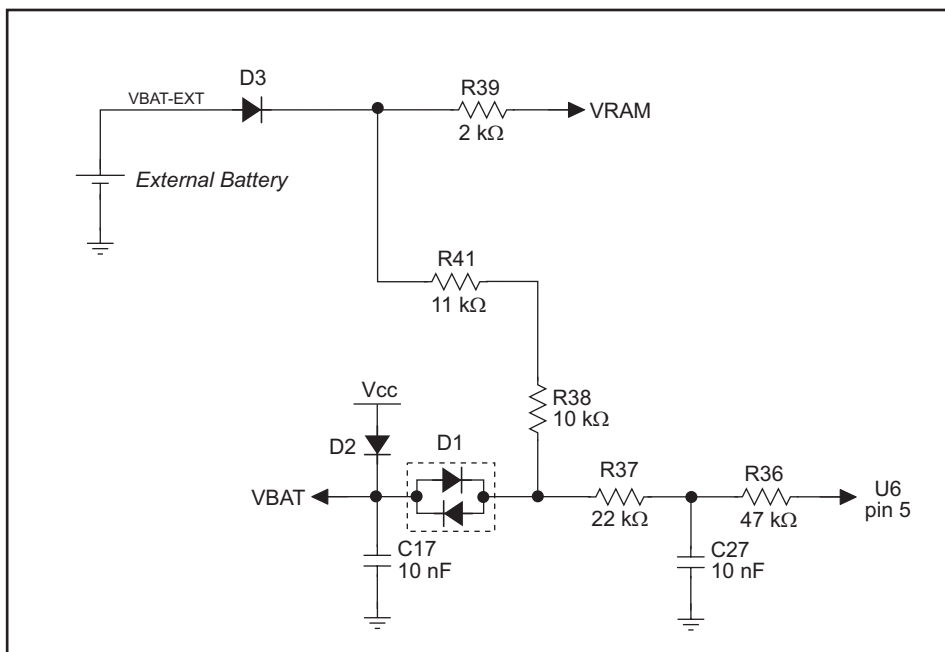 D3
VBAT-EXT
R39
2 kΩ
VRAM
External Battery
R41
11 kΩ
Vcc
R38
10 kΩ
D2
D1
VBAT
R37
22 kΩ
R36
47 kΩ
U6
pin 5
C17
10 nF
C27
10 nF